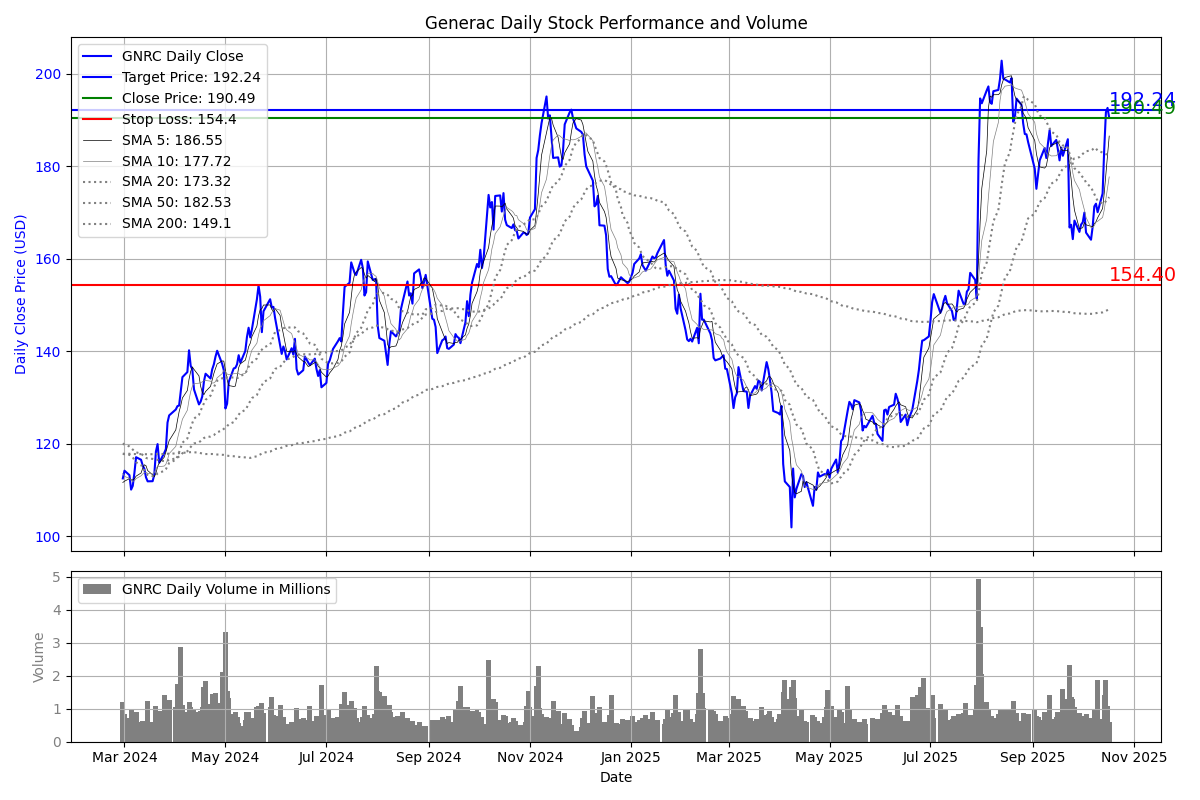 Generac Daily Stock Performance and Volume
GNRC Daily Close
Target Price: 192.24
Close Price: 190.49
Stop Loss: 154.4
SMA 5: 186.55
SMA 10: 177.72
SMA 20: 173.32
SMA 50: 182.53
SMA 200: 149.1
192.24
190.49
154.40
200
180
160
140
120
100
Daily Close Price (USD)
GNRC Daily Volume in Millions
5
4
3
2
1
0
Volume
Mar 2024
May 2024
Jul 2024
Sep 2024
Nov 2024
Jan 2025
Mar 2025
May 2025
Jul 2025
Sep 2025
Nov 2025
Date